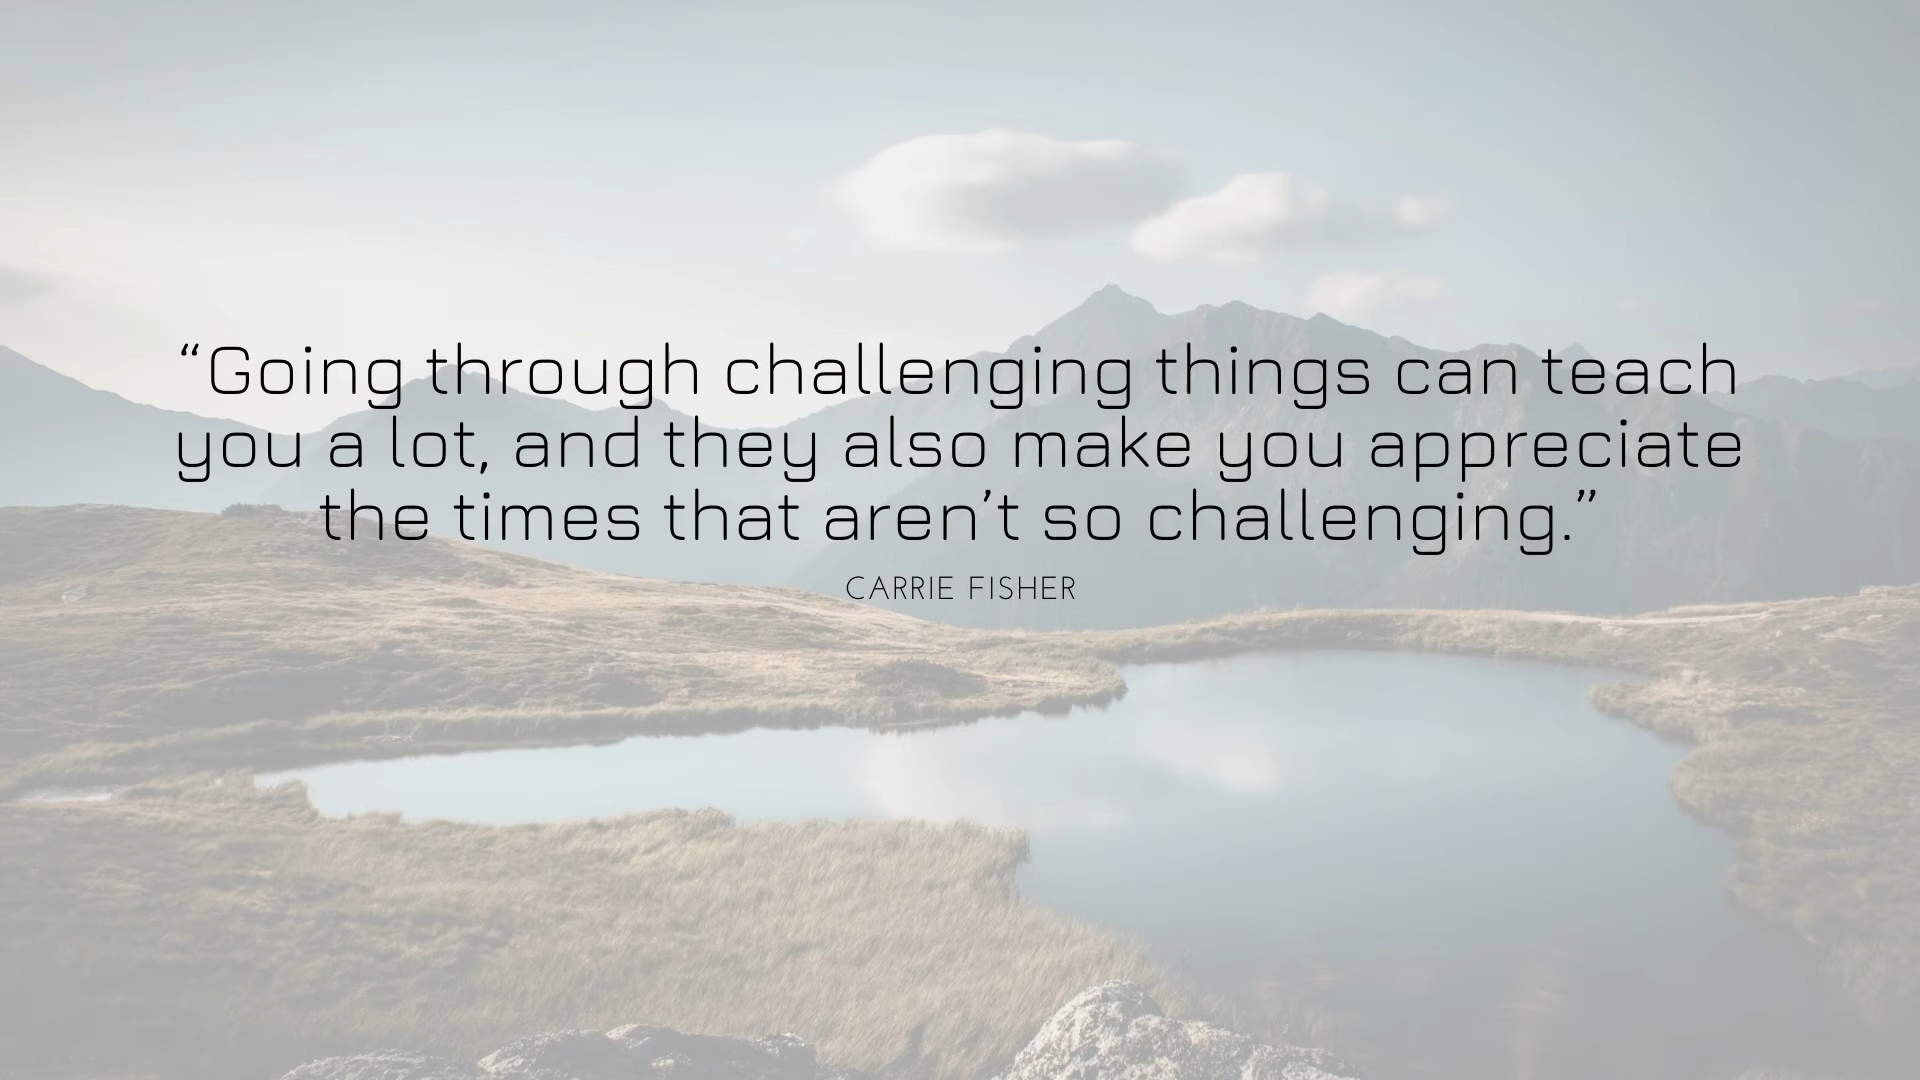 “Going through challenging things can teach
you a lot, and they also make you appreciate
the times that aren’t so challenging.”
CARRIE FISHER